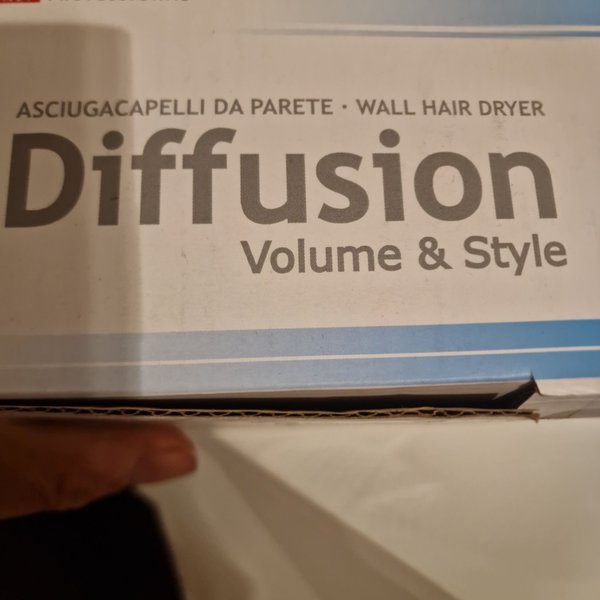 ASCIUGACAPELLI DA PARETE · WALL HAIR DRYER
Diffusion
Volume & Style